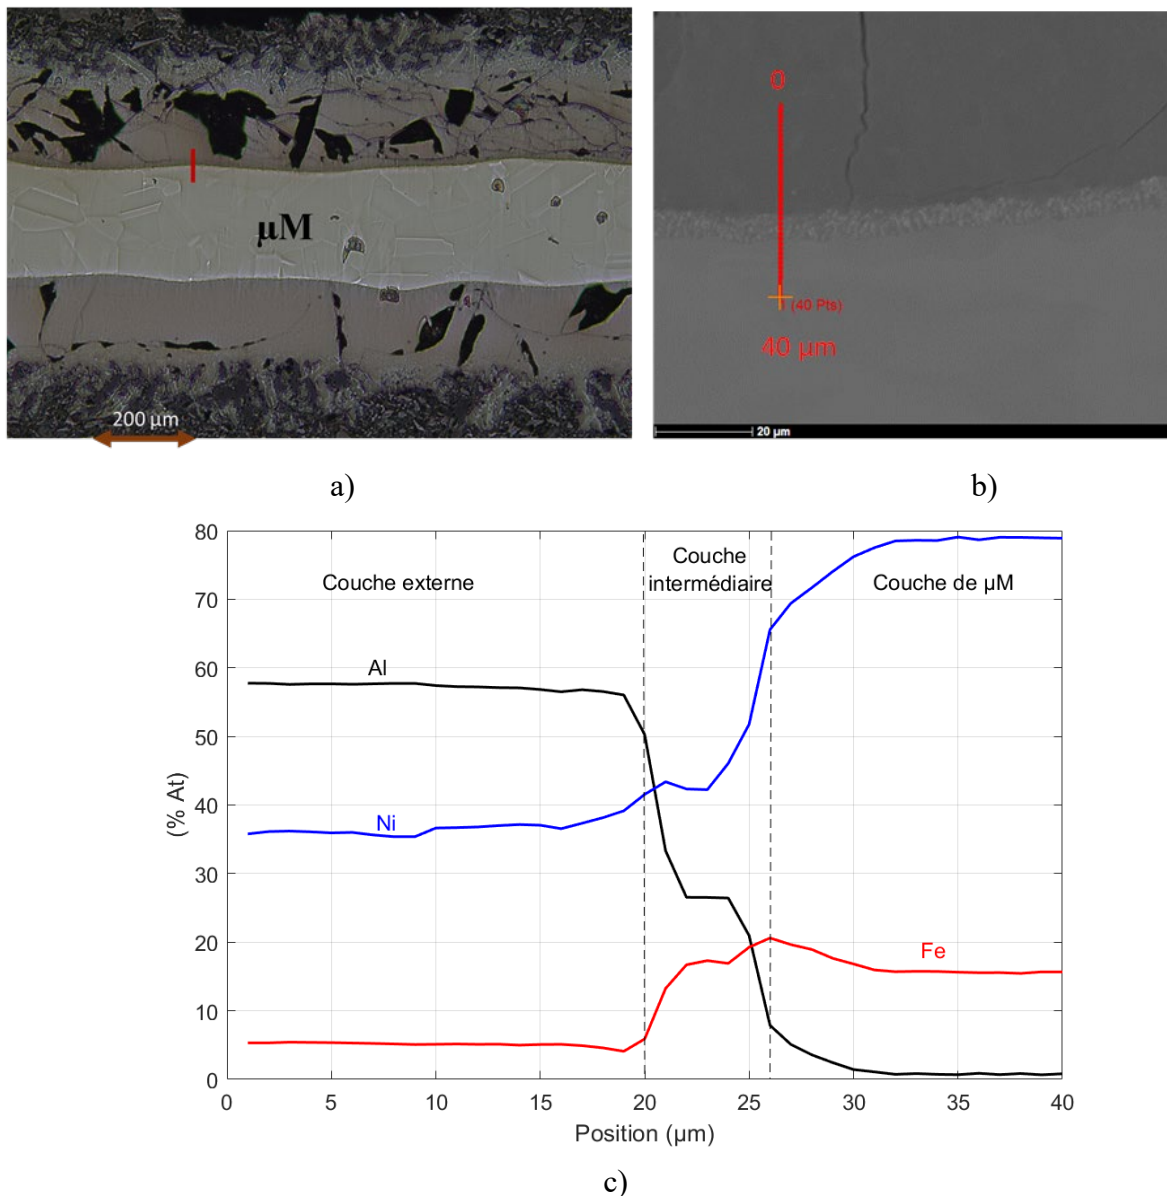 µM
200 µm
a)
0
(40 Pts)
40 µm
20 µm
b)
80
70
60
50
40
30
20
10
0
(% At)
Couche externe
Couche
intermédiaire
Couche de µM
Al
Ni
Fe
0 5 10 15 20 25 30 35 40
Position (µm)
c)